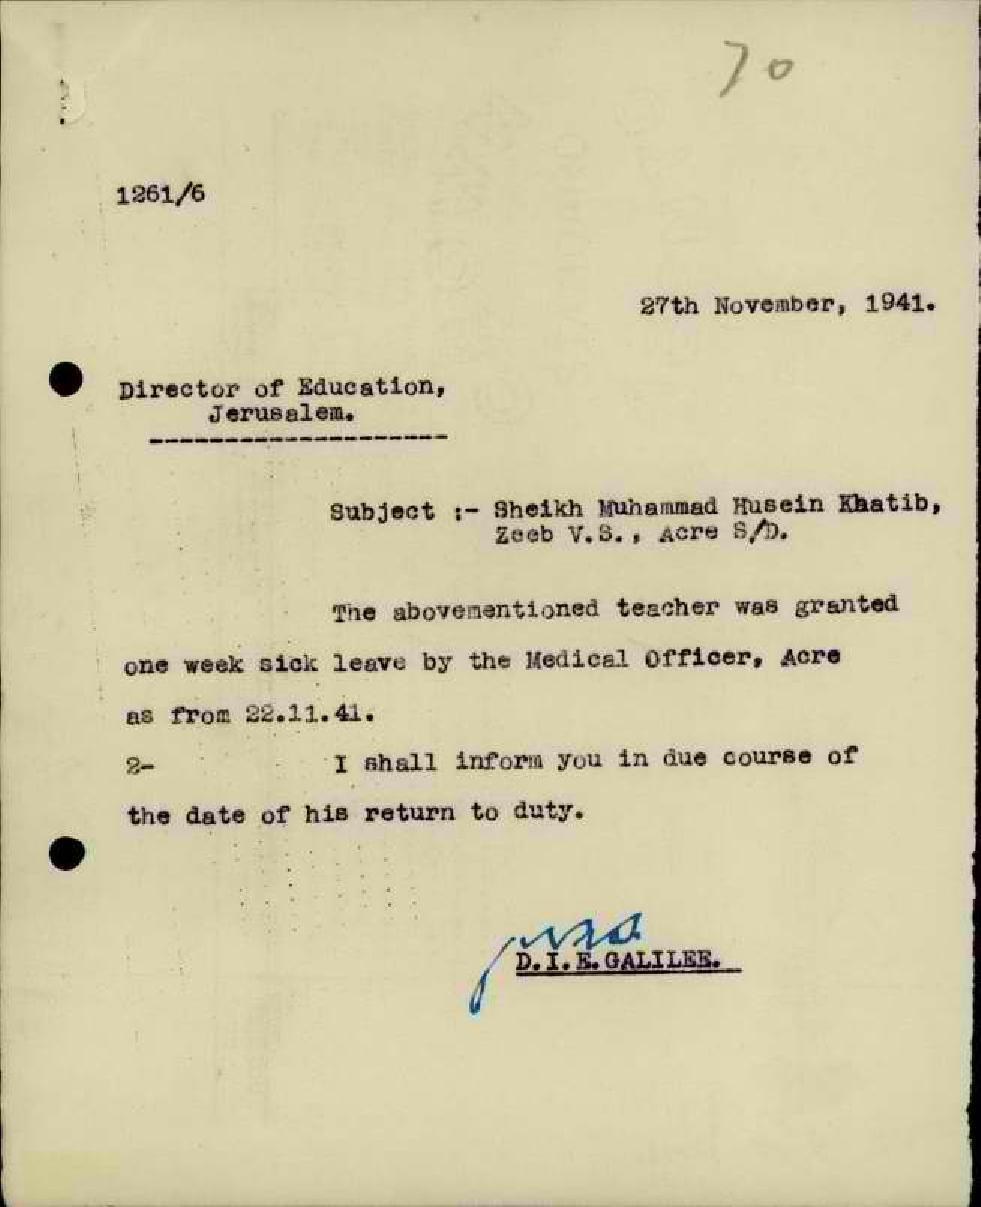 70
1261/6
27th November, 1941.
Director of Education,
Jerusalem.
--------------------
Subject :- Sheikh Muhammad Husein Khatib,
Zeeb V.S., Acre S/D.
The abovementioned teacher was granted
one week sick leave by the Medical Officer, Acre
as from 22.11.41.
2- I shall inform you in due course of
the date of his return to duty.
D.I.E.GALILEE.